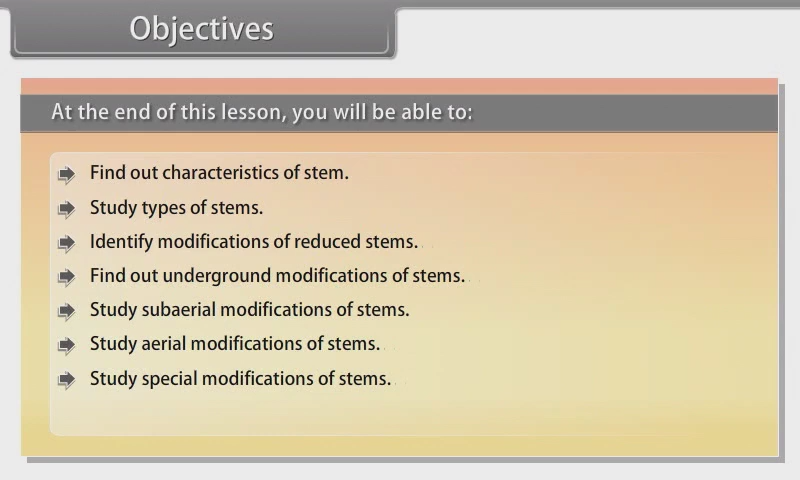 Objectives
At the end of this lesson, you will be able to:
Find out characteristics of stem.
Study types of stems.
Identify modifications of reduced stems.
Find out underground modifications of stems.
Study subaerial modifications of stems.
Study aerial modifications of stems.
Study special modifications of stems.